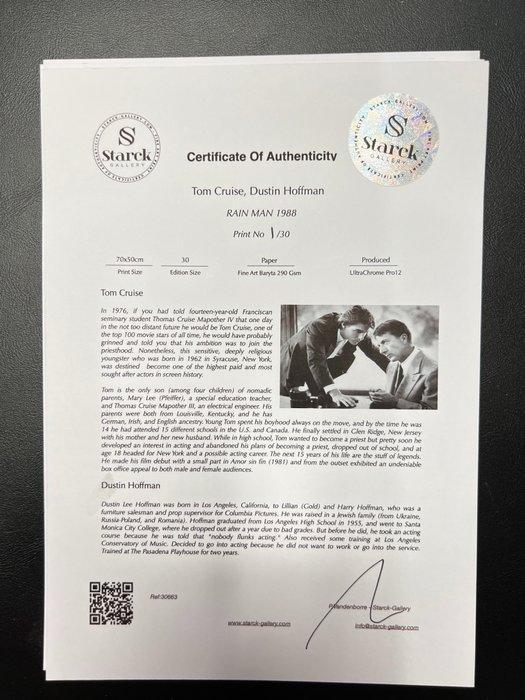 S
Starck
GALLERY
Certificate Of Authenticity
S
Starck
GALLERY
Tom Cruise, Dustin Hoffman
RAIN MAN 1988
Print No 1/30
70x50cm 30 Paper Produced
Print Size Edition Size Fine Art Baryta 290 Gsm UltraChrome Pro12
Tom Cruise
In 1976, if you had told fourteen-year-old Franciscan
seminary student Thomas Cruise Mapother IV that one day
in the not too distant future he would be Tom Cruise, one of
the top 100 movie stars of all time, he would have probably
grinned and told you that his ambition was to join the
priesthood. Nonetheless, this sensitive, deeply religious
youngster who was born in 1962 in Syracuse, New York,
was destined become one of the highest paid and most
sought after actors in screen history.
Tom is the only son (among four children) of nomadic
parents, Mary Lee (Pfeiffer), a special education teacher,
and Thomas Cruise Mapother III, an electrical engineer. His
parents were both from Louisville, Kentucky, and he has
German, Irish, and English ancestry. Young Tom spent his boyhood always on the move, and by the time he was
14 he had attended 15 different schools in the U.S. and Canada. He finally settled in Glen Ridge, New Jersey
with his mother and her new husband. While in high school, Tom wanted to become a priest but pretty soon he
developed an interest in acting and abandoned his plans of becoming a priest, dropped out of school, and at
age 18 headed for New York and a possible acting career. The next 15 years of his life are the stuff of legends.
He made his film debut with a small part in Amor sin fin (1981) and from the outset exhibited an undeniable
box office appeal to both male and female audiences.
Dustin Hoffman
Dustin Lee Hoffman was born in Los Angeles, California, to Lillian (Gold) and Harry Hoffman, who was a
furniture salesman and prop supervisor for Columbia Pictures. He was raised in a Jewish family (from Ukraine,
Russia-Poland, and Romania). Hoffman graduated from Los Angeles High School in 1955, and went to Santa
Monica City College, where he dropped out after a year due to bad grades. But before he did, he took an acting
course because he was told that "nobody flunks acting." Also received some training at Los Angeles
Conservatory of Music. Decided to go into acting because he did not want to work or go into the service.
Trained at The Pasadena Playhouse for two years.
Ref:30663
www.starck-gallery.com
P.Vandenborre - Starck-Gallery
info@starck-gallery.com